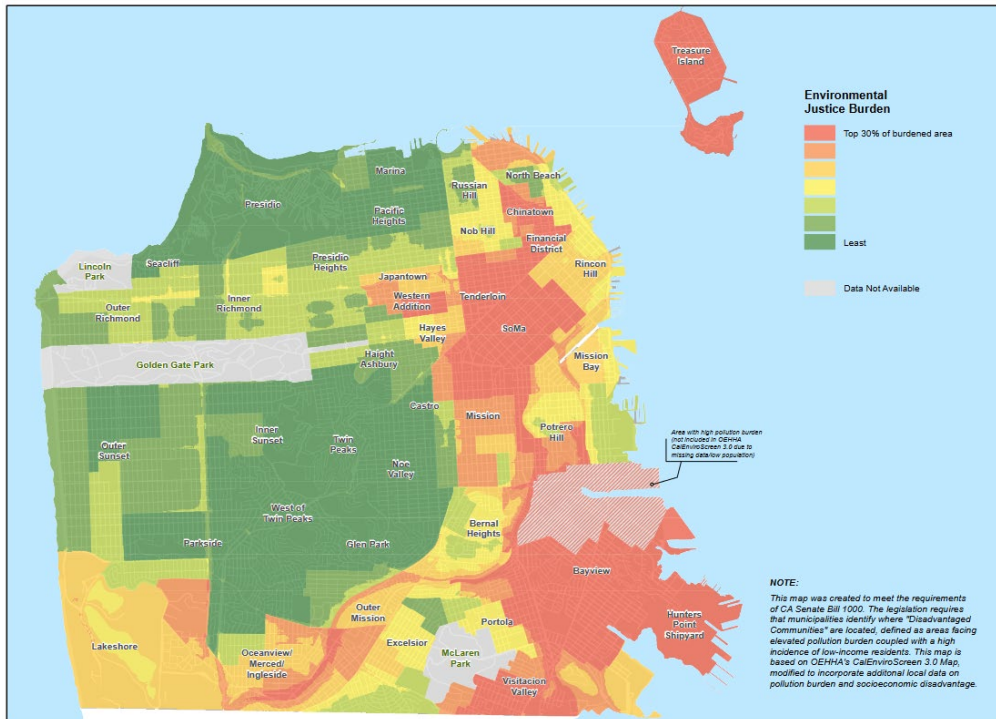 Treasure
Island
Environmental
Justice Burden
Top 30% of burdened area
Least
Data Not Available
Marina
North Beach
Russian
Hill
Presidio
Pacific
Heights
Chinatown
Nob Hill
Financial
District
Lincoln
Park
Seacliff
Presidio
Heights
Rincon
Hill
Japantown
Inner
Richmond
Outer
Richmond
Western
Addition
Tenderloin
Hayes
Valley
SoMa
Golden Gate Park
Haight
Ashbury
Mission
Bay
Castro
Mission
Potrero
Hill
Area with high pollution burden
(not included in OEHHA
CalEnviroScreen 3.0 due to
missing data/low population)
Outer
Sunset
Inner
Sunset
Twin
Peaks
Noe
Valley
West of
Twin Peaks
Bernal
Heights
Parkside
Glen Park
Bayview
Outer
Mission
Hunters
Point
Shipyard
Lakeshore
Oceanview/
Merced/
Ingleside
Excelsior
Portola
McLaren
Park
Visitacion
Valley
NOTE:
This map was created to meet the requirements
of CA Senate Bill 1000. The legislation requires
that municipalities identify where "Disadvantaged
Communities" are located, defined as areas facing
elevated pollution burden coupled with a high
incidence of low-income residents. This map is
based on OEHHA's CalEnviroScreen 3.0 Map,
modified to incorporate additonal local data on
pollution burden and socioeconomic disadvantage.